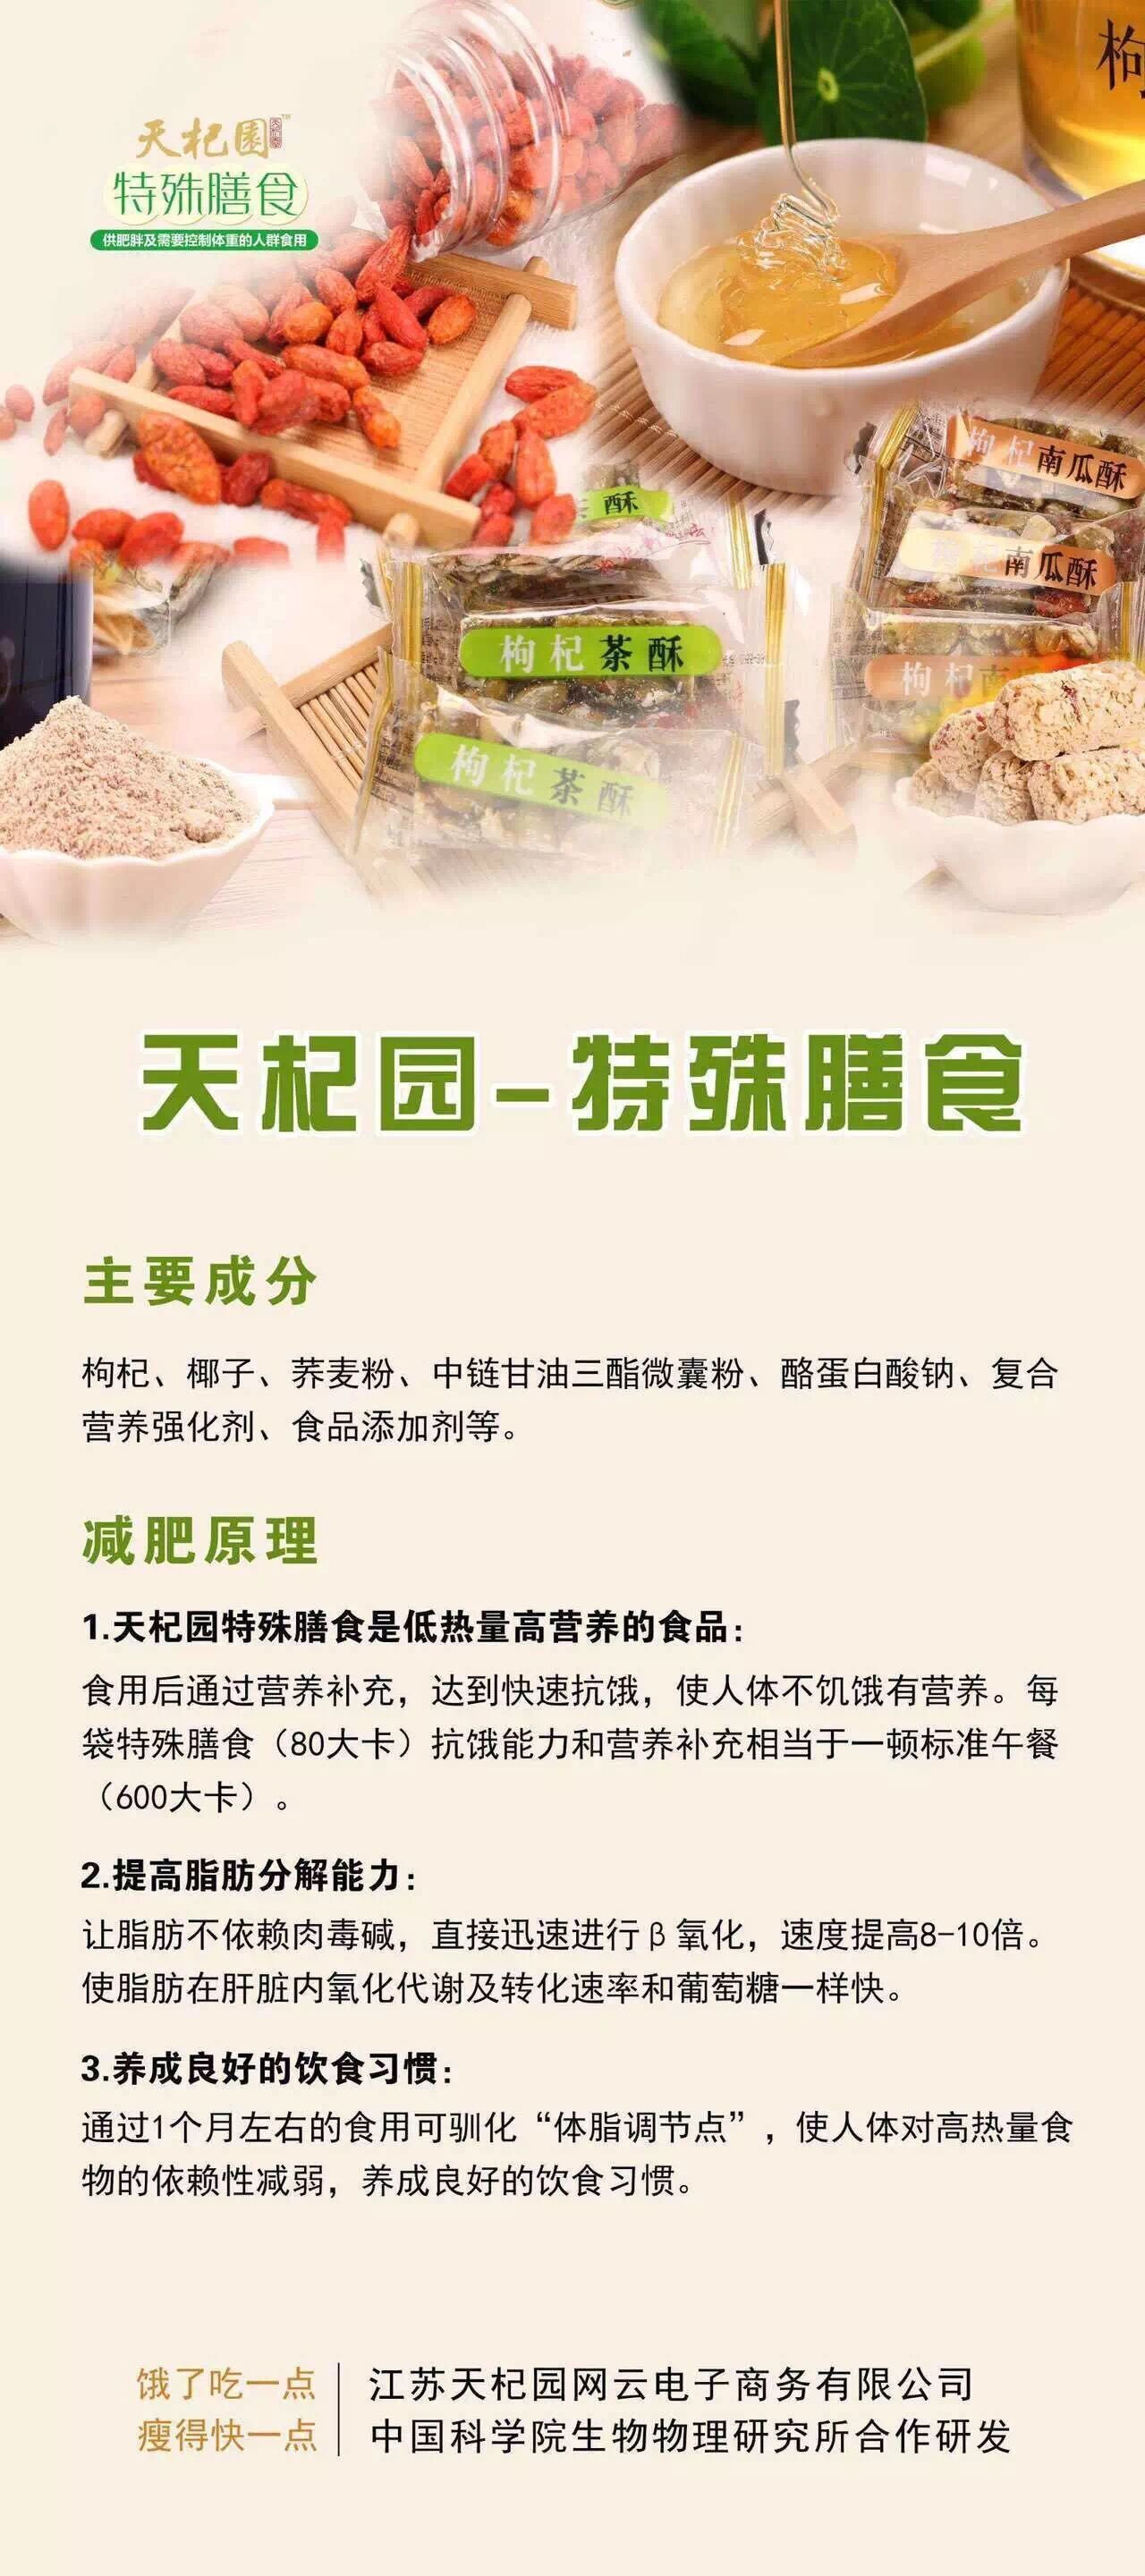 枸
天杞園
特殊膳食
供肥胖及需要控制体重的人群食用
枸杞南瓜酥
枸杞南瓜酥
酥
枸杞茶酥
枸杞南
枸杞茶酥
天杞园-特殊膳食
主要成分
枸杞、椰子、荞麦粉、中链甘油三酯微囊粉、酪蛋白酸钠、复合
营养强化剂、食品添加剂等。
减肥原理
1.天杞园特殊膳食是低热量高营养的食品：
食用后通过营养补充，达到快速抗饿，使人体不饥饿有营养。每
袋特殊膳食（80大卡）抗饿能力和营养补充相当于一顿标准午餐
（600大卡）。
2.提高脂肪分解能力：
让脂肪不依赖肉毒碱，直接迅速进行β氧化，速度提高8-10倍。
使脂肪在肝脏内氧化代谢及转化速率和葡萄糖一样快。
3.养成良好的饮食习惯：
通过1个月左右的食用可驯化“体脂调节点”，使人体对高热量食
物的依赖性减弱，养成良好的饮食习惯。
饿了吃一点
瘦得快一点
江苏天杞园网云电子商务有限公司
中国科学院生物物理研究所合作研发